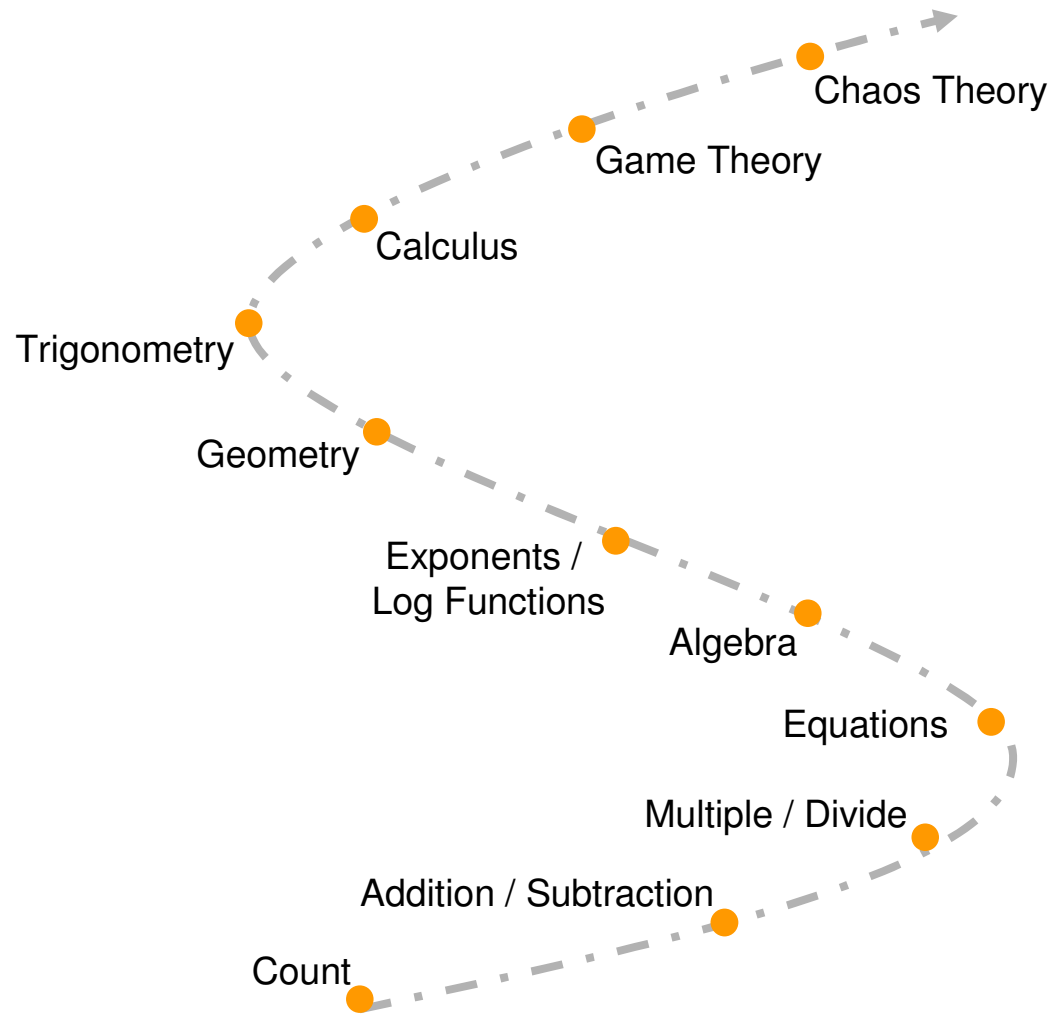 Chaos Theory
Game Theory
Calculus
Trigonometry
Geometry
Exponents /
Log Functions
Algebra
Equations
Multiple / Divide
Addition / Subtraction
Count